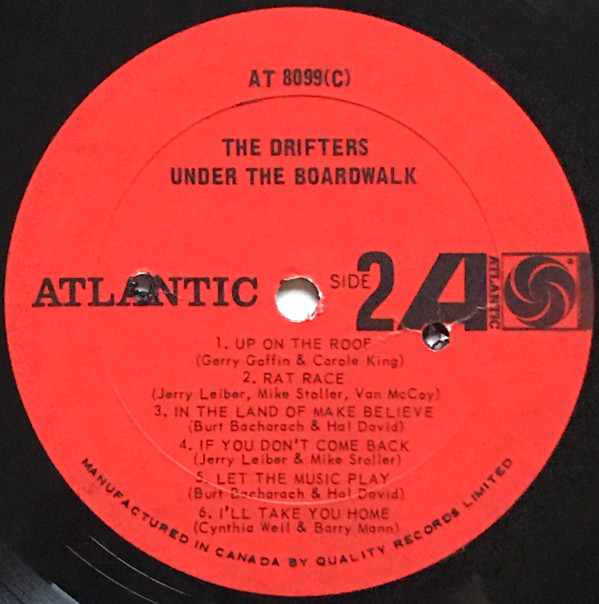 AT 8099(C)
THE DRIFTERS
UNDER THE BOARDWALK
ATLANTIC
SIDE 2
A
ATLANTIC
1. UP ON THE ROOF
(Gerry Goffin & Carole King)
2. RAT RACE
(Jerry Leiber, Mike Stoller, Van McCoy)
3. IN THE LAND OF MAKE BELIEVE
(Burt Bacharach & Hal David)
4. IF YOU DON'T COME BACK
(Jerry Leiber & Mike Stoller)
5. LET THE MUSIC PLAY
(Burt Bacharach & Hal David)
6. I'LL TAKE YOU HOME
(Cynthia Weil & Barry Mann)
MANUFACTURED IN CANADA BY QUALITY RECORDS LIMITED